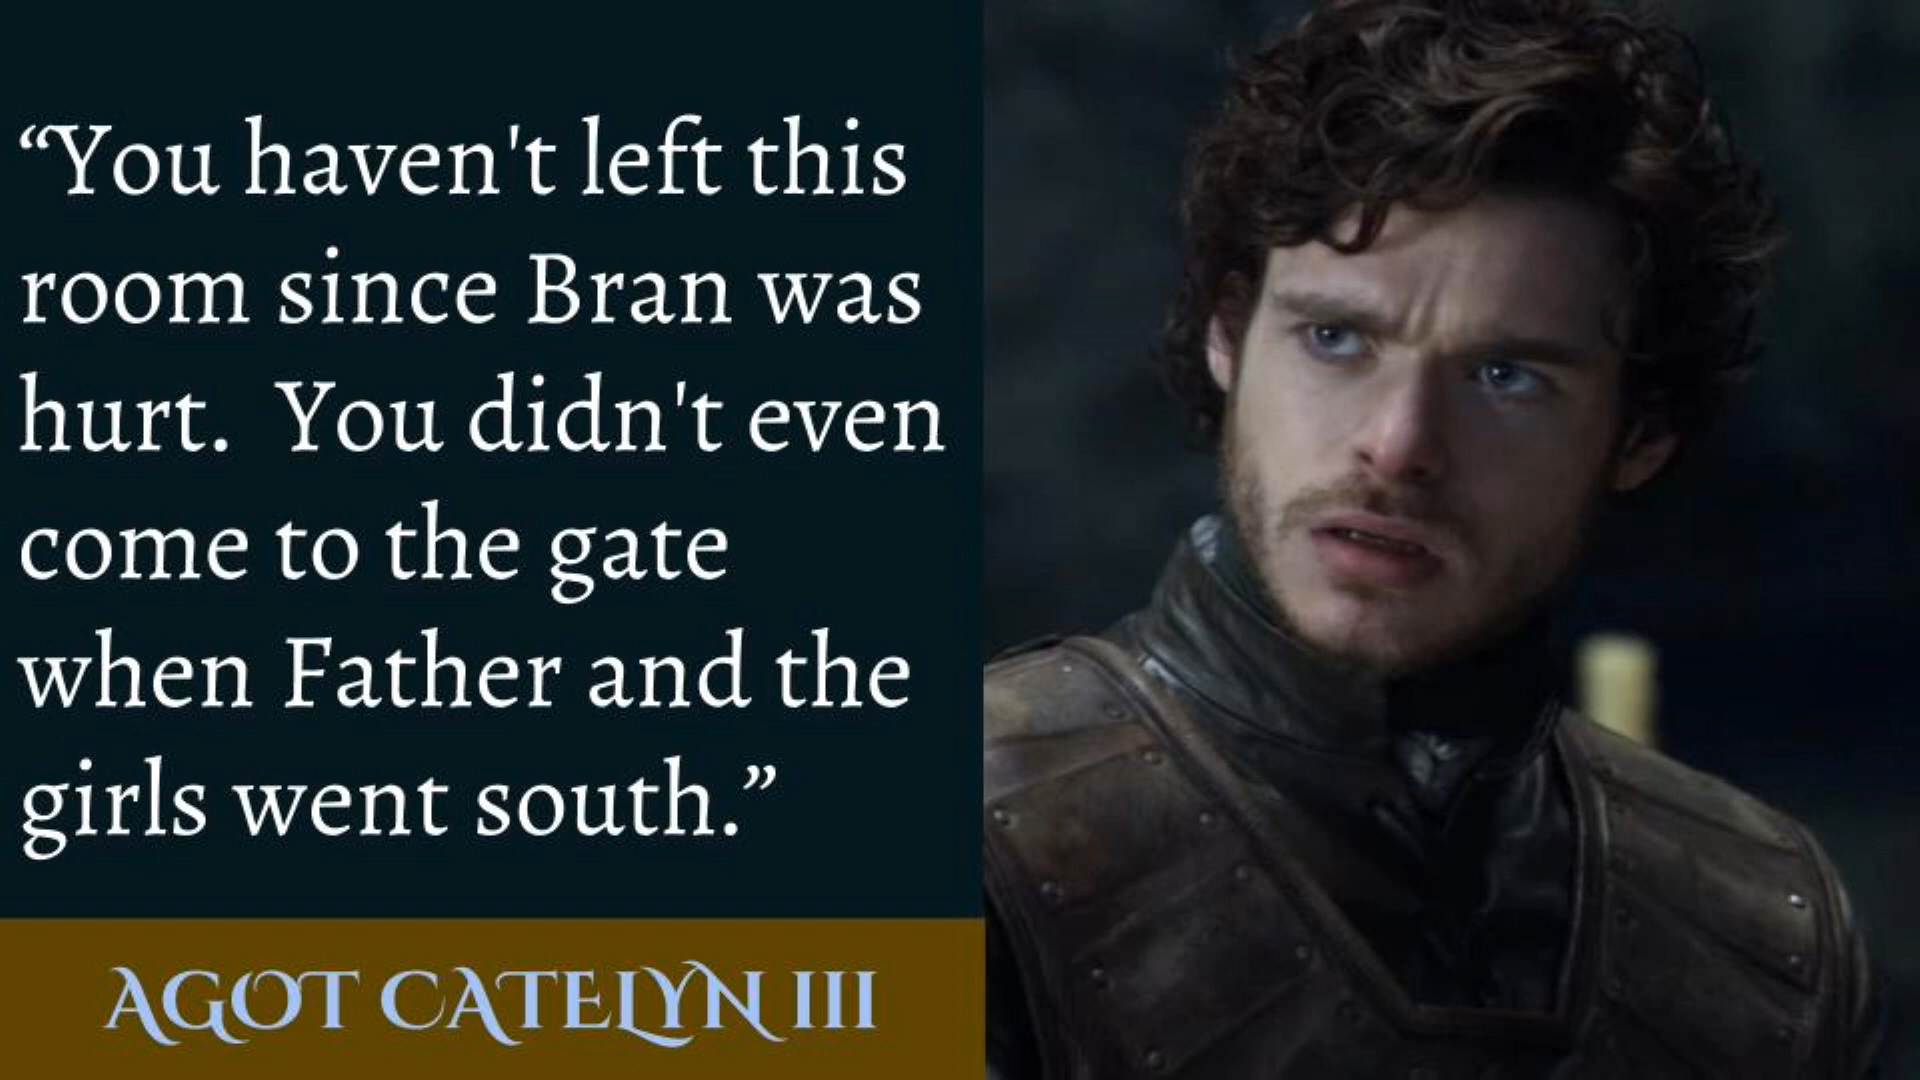 “You haven't left this
room since Bran was
hurt.  You didn't even
come to the gate
when Father and the
girls went south.”
AGOT CATELYN III